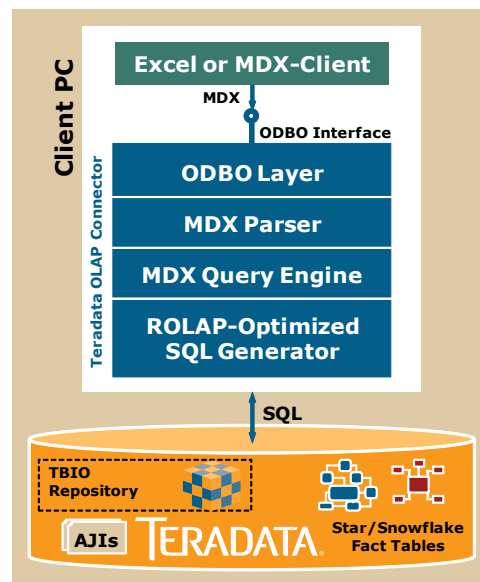 Client PC
Excel or MDX-Client
MDX
ODBO Interface
Teradata OLAP Connector
ODBO Layer
MDX Parser
MDX Query Engine
ROLAP-Optimized
SQL Generator
SQL
TBIO
Repository
AJIs
TERADATA
Star/Snowflake
Fact Tables